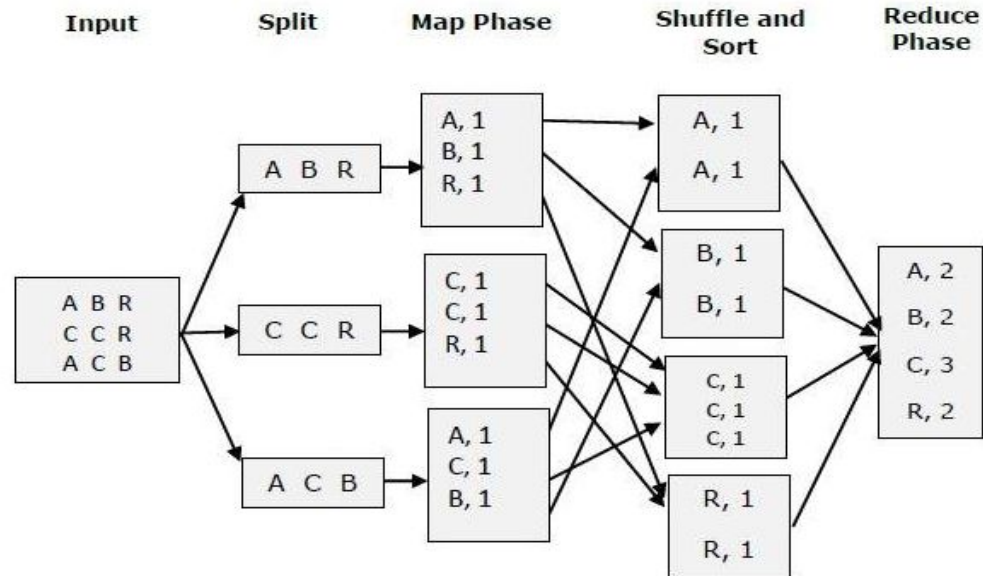 Input
Split
Map Phase
Shuffle and
Sort
Reduce
Phase
A B R
C C R
A C B
A B R
C C R
A C B
A, 1
B, 1
R, 1
C, 1
C, 1
R, 1
A, 1
C, 1
B, 1
A, 1
A, 1
B, 1
B, 1
C, 1
C, 1
C, 1
R, 1
R, 1
A, 2
B, 2
C, 3
R, 2